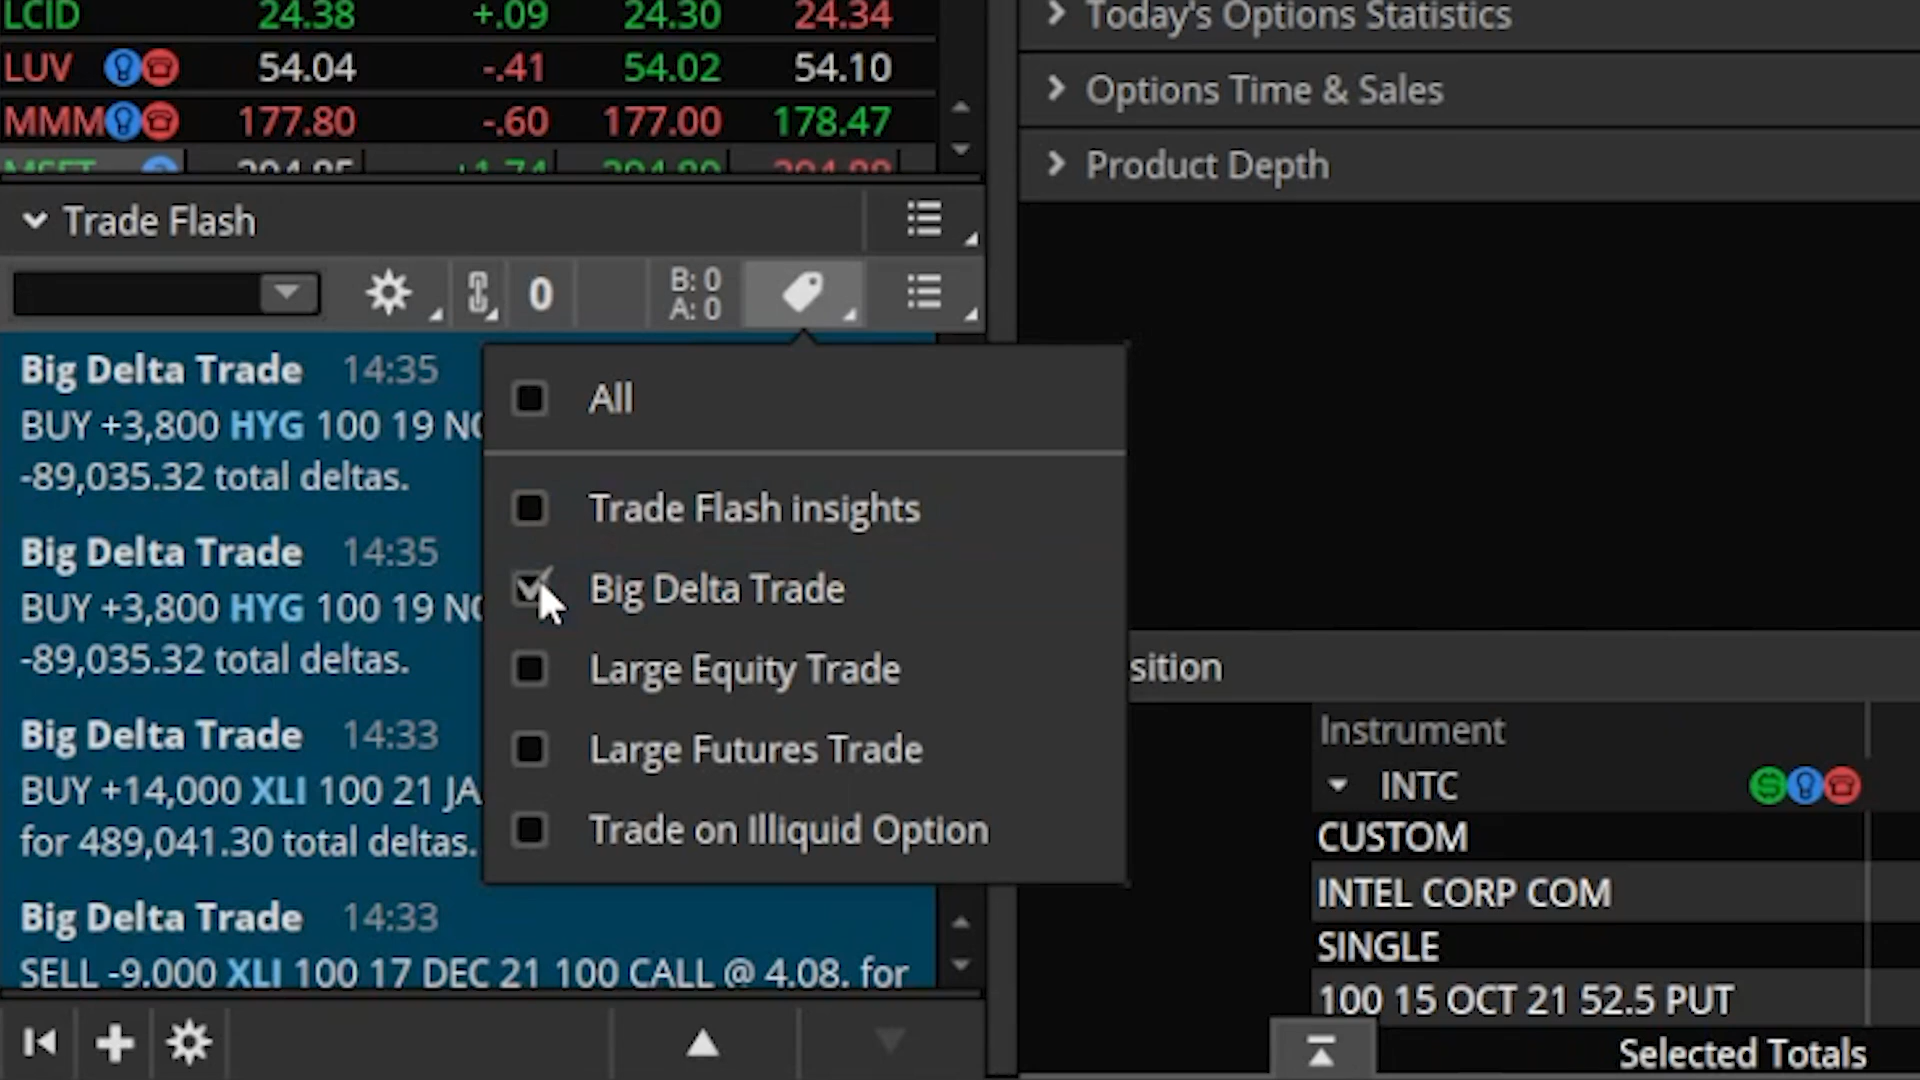 LCID 24.38 +.09 24.30 24.34
LUV 54.04 -.41 54.02 54.10
MMM 177.80 -.60 177.00 178.47
Today's Options Statistics
Options Time & Sales
Product Depth
Trade Flash
0 B: 0
A: 0
Big Delta Trade 14:35
BUY +3,800 HYG 100 19
-89,035.32 total deltas.
Big Delta Trade 14:35
BUY +3,800 HYG 100 19
-89,035.32 total deltas.
Big Delta Trade 14:33
BUY +14,000 XLI 100 21 JA
for 489,041.30 total deltas.
Big Delta Trade 14:33
SELL -9,000 XLI 100 17 DEC 21 100 CALL @ 4.08, for
All
Trade Flash insights
Big Delta Trade
Large Equity Trade
Large Futures Trade
Trade on Illiquid Option
sition
Instrument
INTC
CUSTOM
INTEL CORP COM
SINGLE
100 15 OCT 21 52.5 PUT
Selected Totals